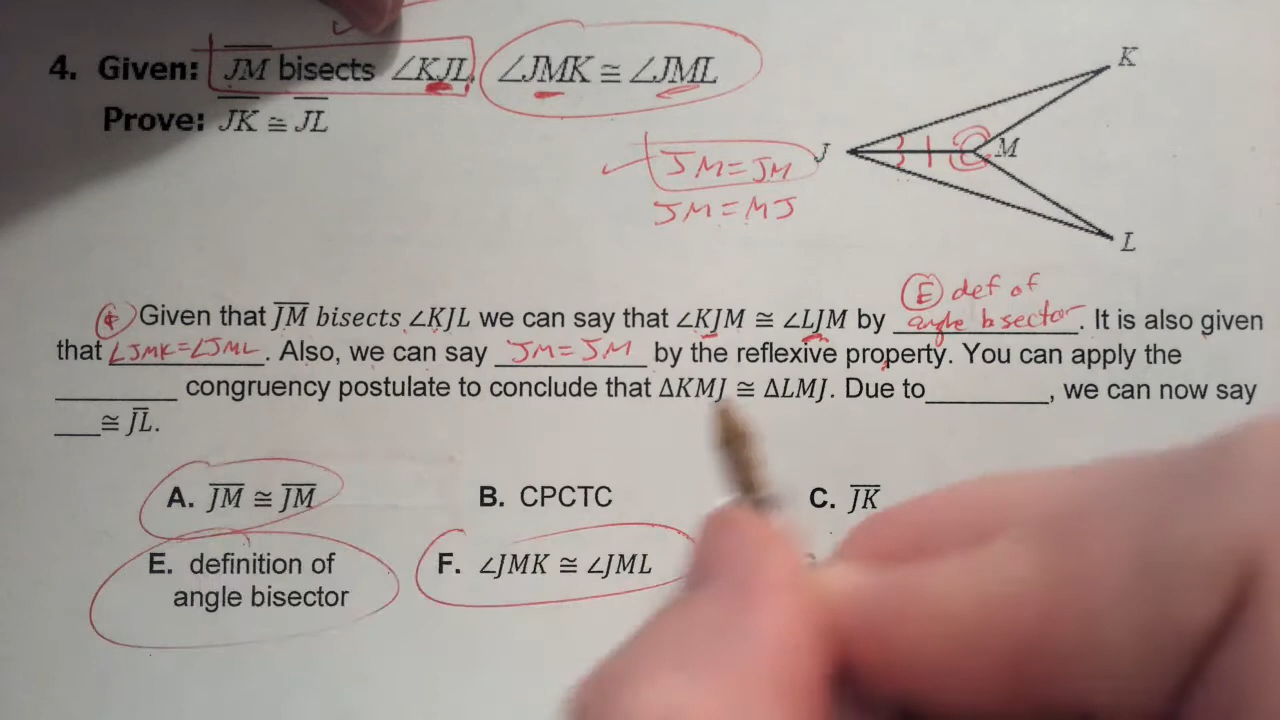 4. Given: JM bisects ∠KJL, ∠JMK ≅ ∠JML
Prove: JK ≅ JL
K
J
M
L
JM = JM
JM = MJ
E def of
Given that JM bisects ∠KJL we can say that ∠KJM ≅ ∠LJM by angle bsector. It is also given
that ∠JMK=∠JML. Also, we can say JM=JM by the reflexive property. You can apply the
________ congruency postulate to conclude that ΔKMJ ≅ ΔLMJ. Due to________, we can now say
___≅ JL.
A. JM ≅ JM B. CPCTC C. JK
E. definition of F. ∠JMK ≅ ∠JML
angle bisector